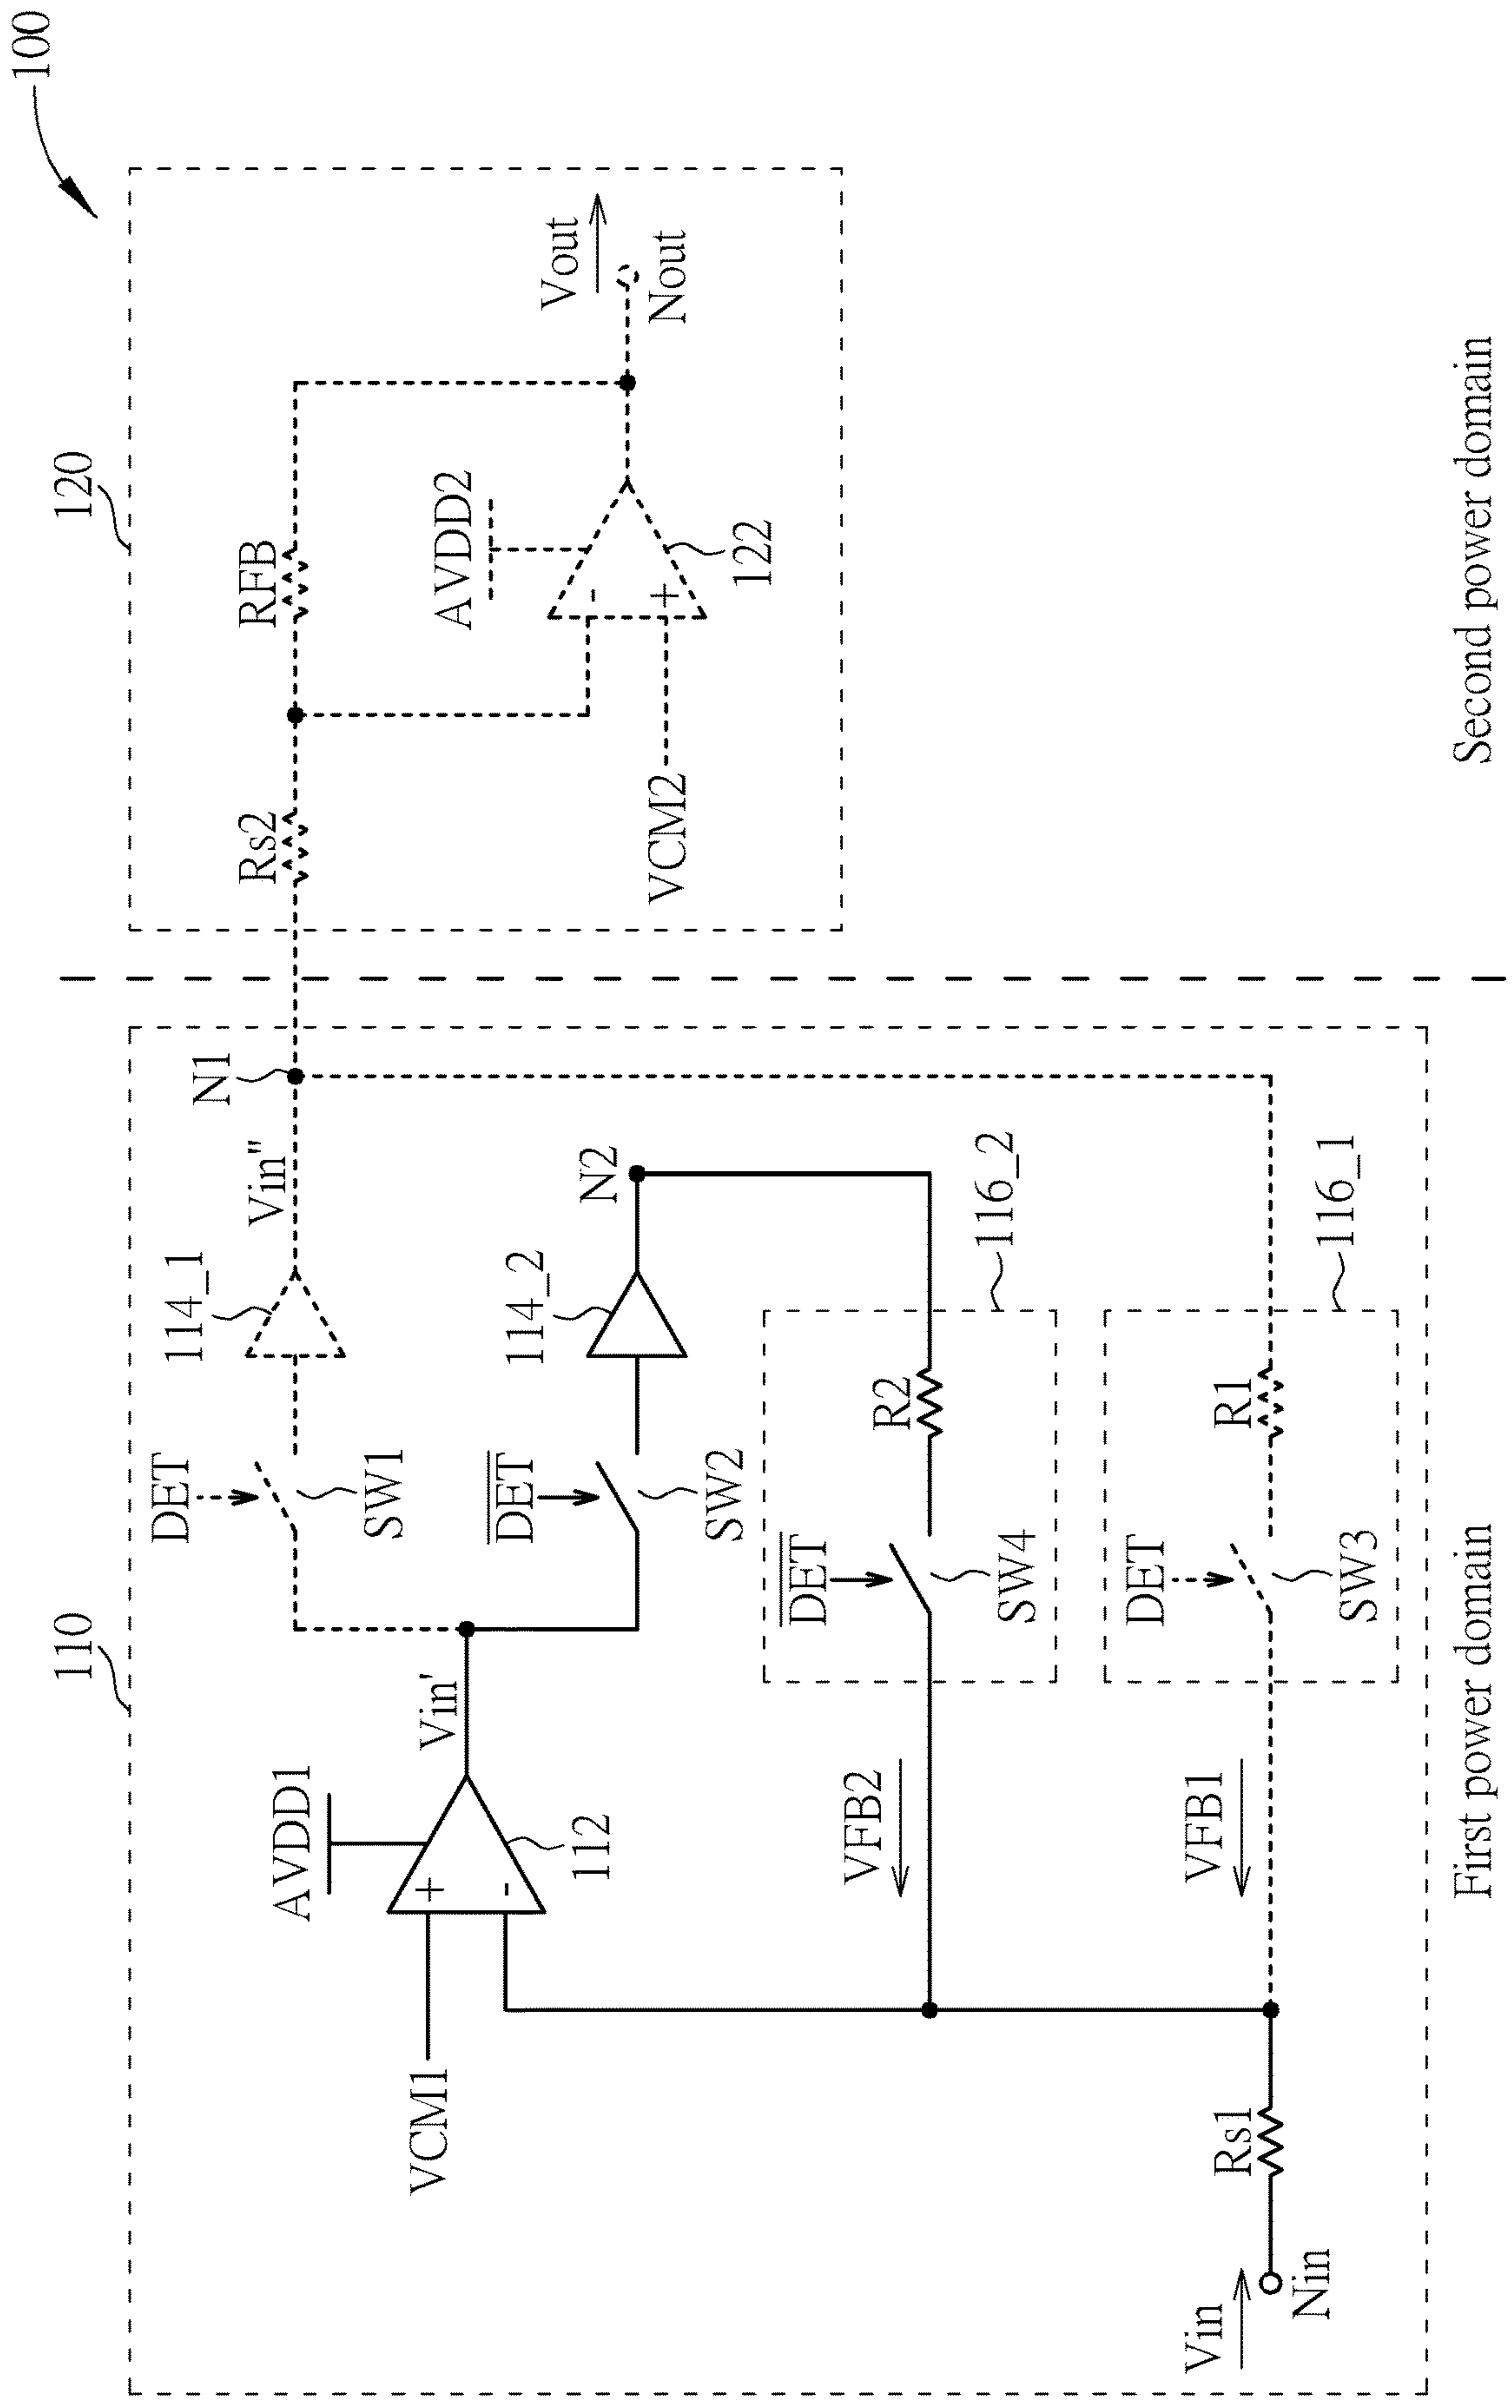 100
110
120
AVDD1
VCM1
+
-
112
Vin'
DET
SW1
114_1
Vin"
N1
D̅E̅T̅
SW2
114_2
N2
VFB2
D̅E̅T̅
SW4
R2
116_2
VFB1
DET
SW3
R1
116_1
Vin
Nin
Rs1
Rs2
RFB
AVDD2
VCM2
-
+
122
Vout
Nout
First power domain
Second power domain